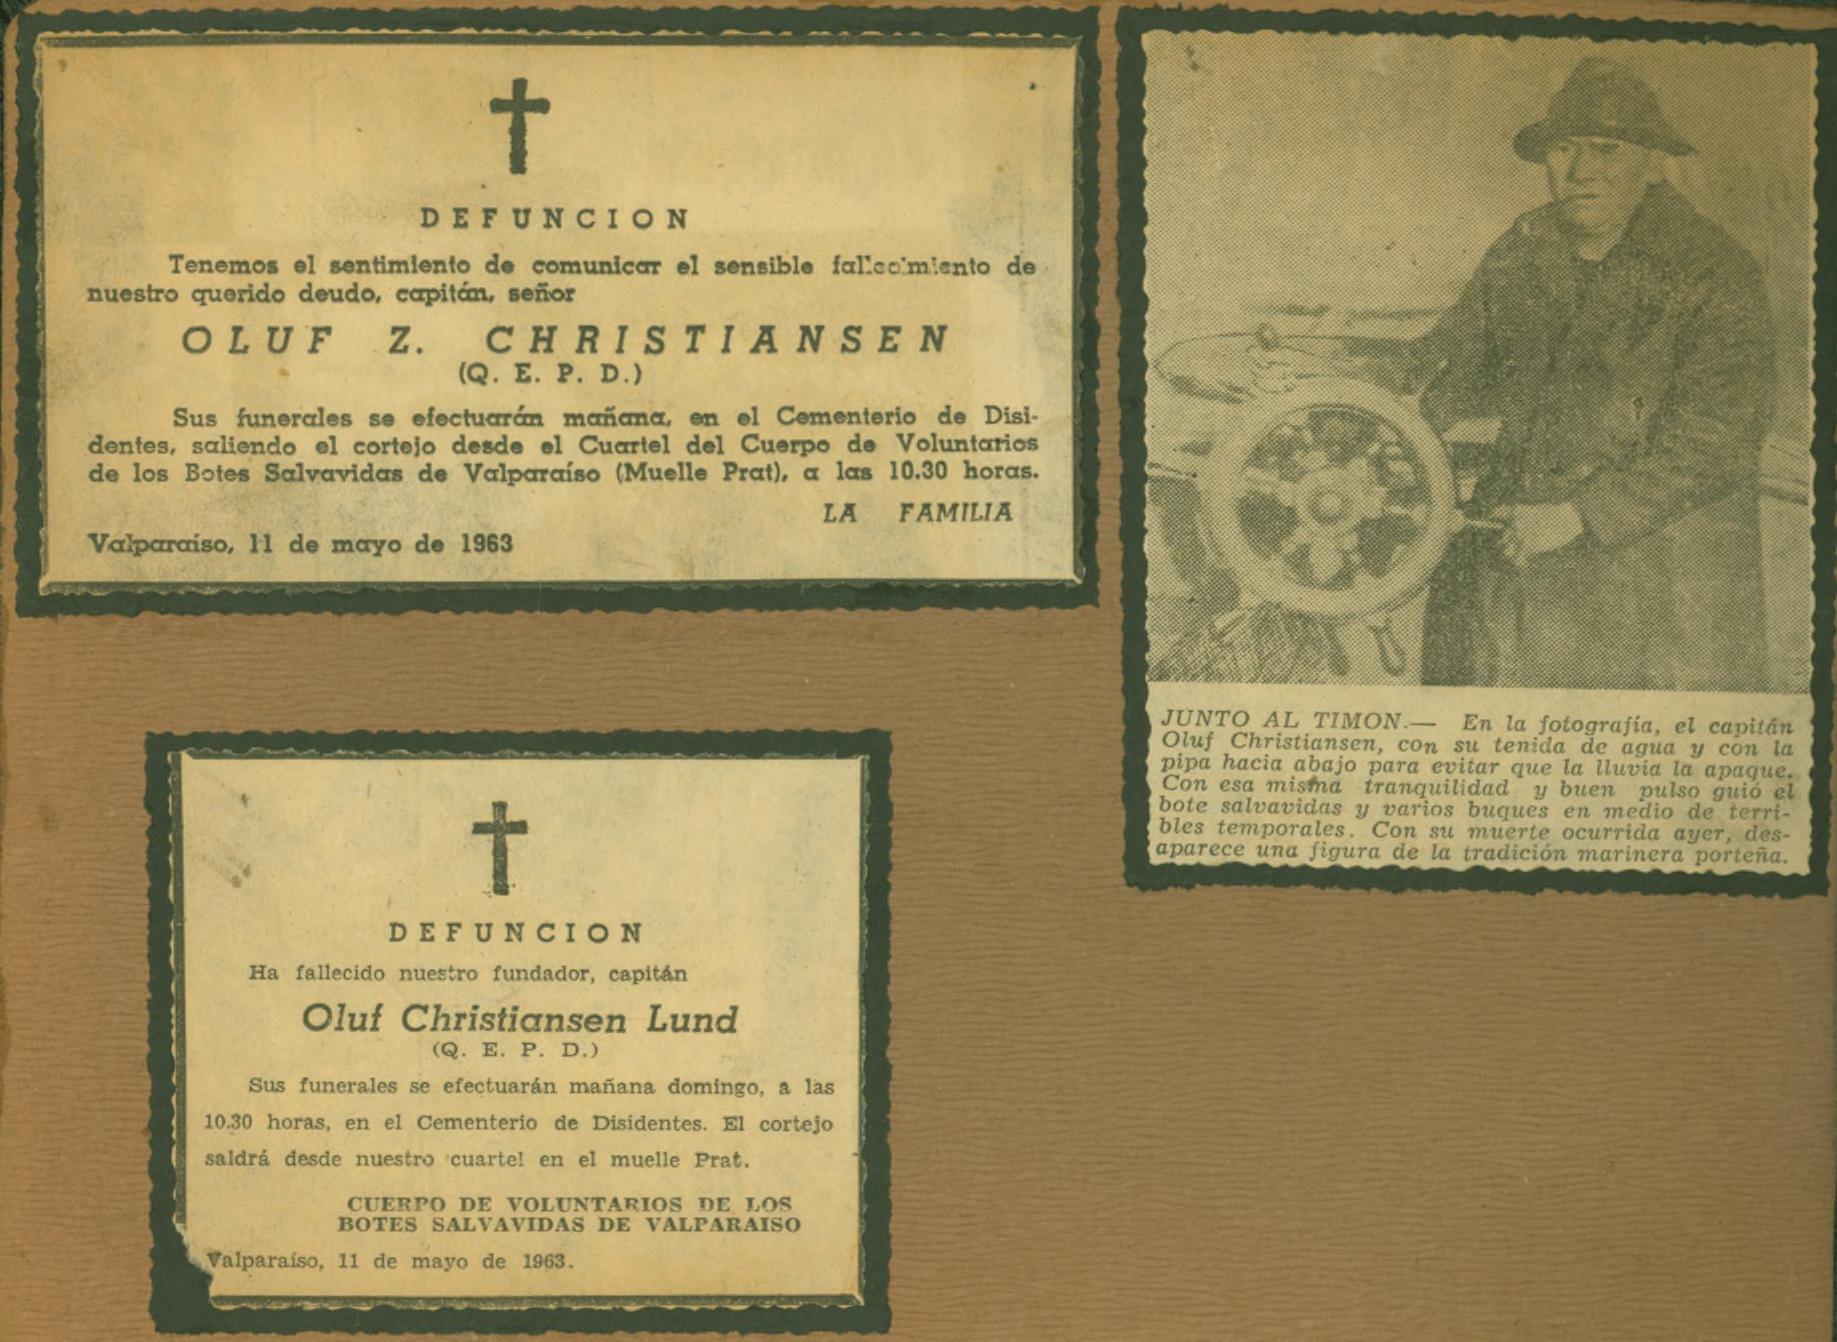 DEFUNCION
Tenemos el sentimiento de comunicar el sensible fallecimiento de
nuestro querido deudo, capitán, señor
OLUF Z. CHRISTIANSEN
(Q. E. P. D.)
Sus funerales se efectuarán mañana, en el Cementerio de Disi-
dentes, saliendo el cortejo desde el Cuartel del Cuerpo de Voluntarios
de los Botes Salvavidas de Valparaíso (Muelle Prat), a las 10.30 horas.
LA FAMILIA
Valparaíso, 11 de mayo de 1963
JUNTO AL TIMON.— En la fotografía, el capitán
Oluf Christiansen, con su tenida de agua y con la
pipa hacia abajo para evitar que la lluvia la apague.
Con esa misma tranquilidad y buen pulso guió el
bote salvavidas y varios buques en medio de terri-
bles temporales. Con su muerte ocurrida ayer, des-
aparece una figura de la tradición marinera porteña.
DEFUNCION
Ha fallecido nuestro fundador, capitán
Oluf Christiansen Lund
(Q. E. P. D.)
Sus funerales se efectuarán mañana domingo, a las
10.30 horas, en el Cementerio de Disidentes. El cortejo
saldrá desde nuestro cuartel en el muelle Prat.
CUERPO DE VOLUNTARIOS DE LOS
BOTES SALVAVIDAS DE VALPARAISO
Valparaíso, 11 de mayo de 1963.